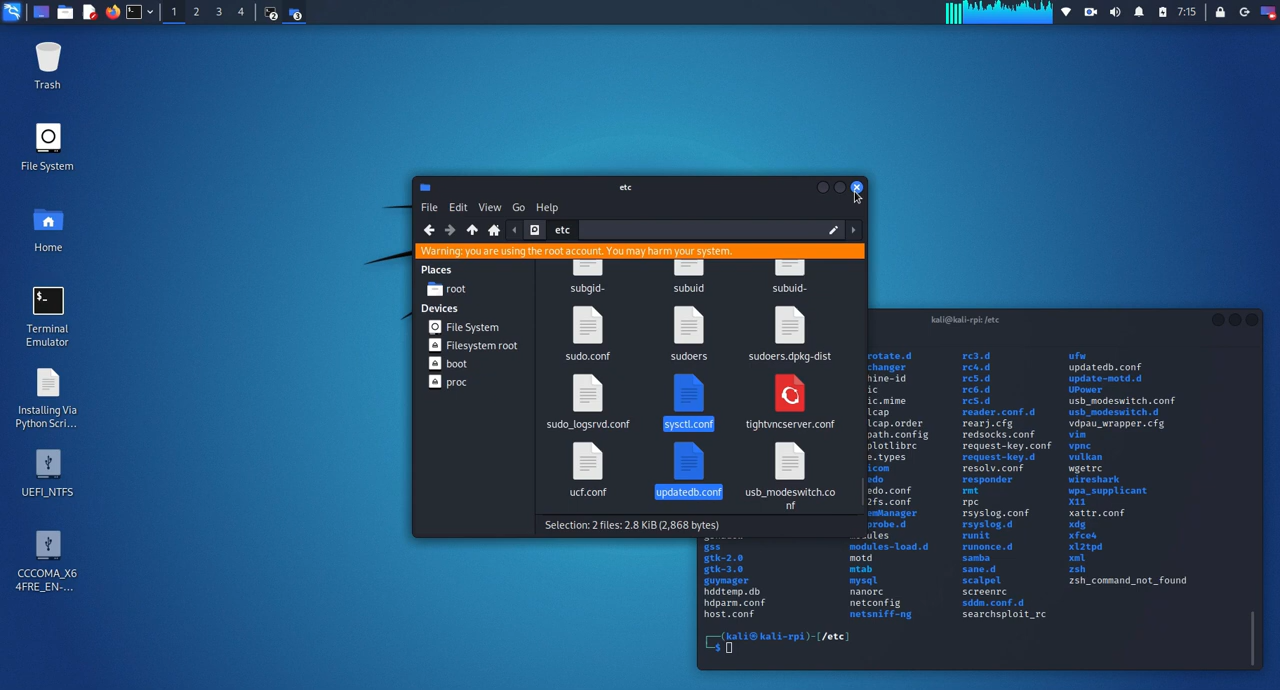 1 2 3 4 2 3 7:15
Trash
File System
Home
Terminal
Emulator
Installing Via
Python Scri...
UEFI_NTFS
CCCOMA_X6
4FRE_EN-...
etc
File Edit View Go Help
etc
Warning: you are using the root account. You may harm your system.
Places
root
Devices
File System
Filesystem root
boot
proc
subgid- subuid subuid-
sudo.conf sudoers sudoers.dpkg-dist
sudo_logsrvd.conf sysctl.conf tightvncserver.conf
ucf.conf updatedb.conf usb_modeswitch.co
nf
Selection: 2 files: 2.8 KiB (2,868 bytes)
kali@kali-rpi: /etc
rotate.d rc3.d ufw
changer rc4.d updatedb.conf
hine-id rc5.d update-motd.d
ic rc6.d UPower
ic.mime rcS.d usb_modeswitch.conf
lcap reader.conf.d usb_modeswitch.d
lcap.order rearj.cfg vdpau_wrapper.cfg
path.config redsocks.conf vim
plotlibrc request-key.conf vpnc
e.types request-key.d vulkan
icom resolv.conf wgetrc
edo responder wireshark
edo.conf rmt wpa_supplicant
2fs.conf rpc X11
emManager rsyslog.conf xattr.conf
probe.d rsyslog.d xdg
modules runit xfce4
gss modules-load.d runonce.d xl2tpd
gtk-2.0 motd samba xml
gtk-3.0 mtab sane.d zsh
guymager mysql scalpel zsh_command_not_found
hddtemp.db nanorc screenrc
hdparm.conf netconfig sddm.conf.d
host.conf netsniff-ng searchsploit_rc
┌──(kali㉿kali-rpi)-[/etc]
└─$